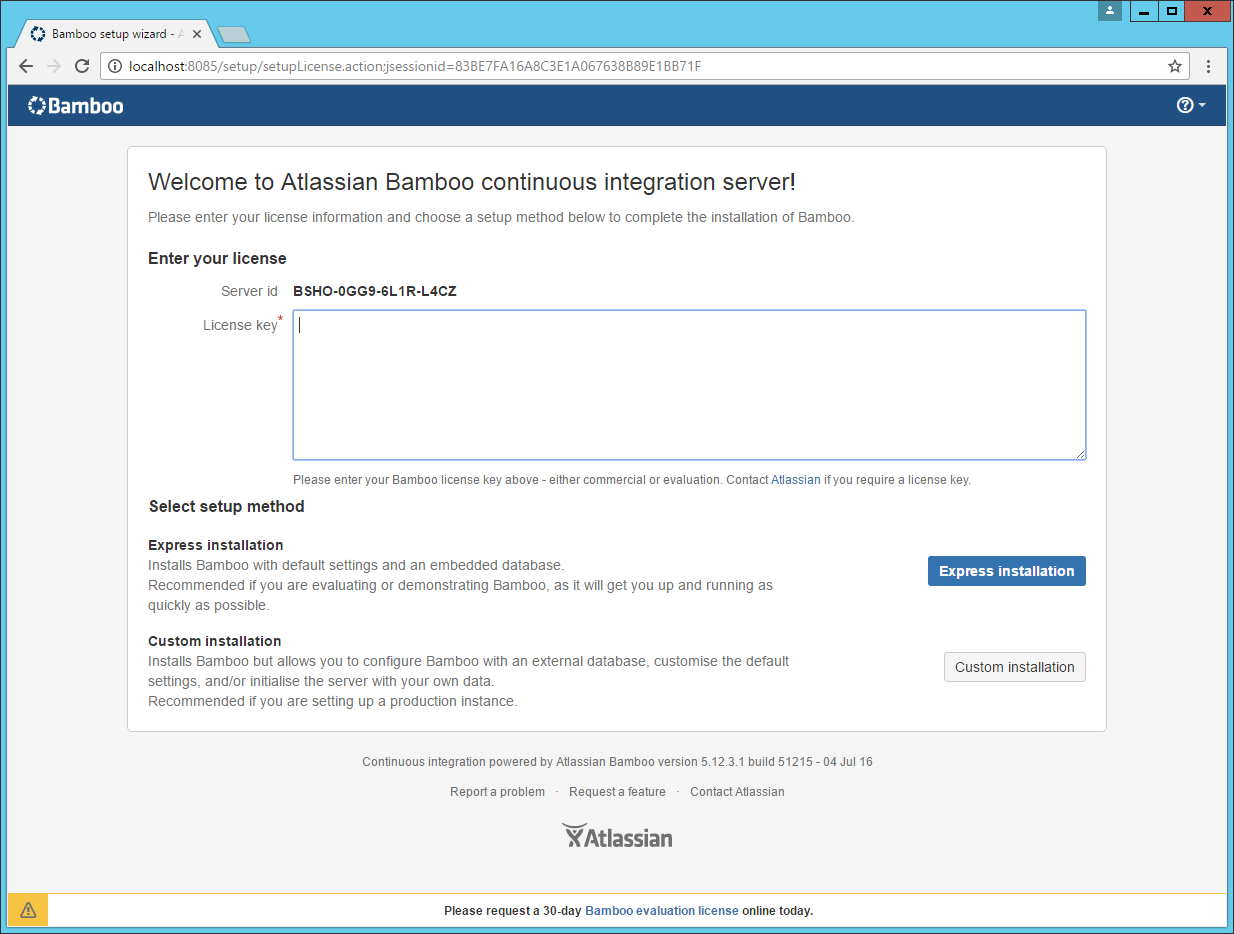 Bamboo setup wizard - A
localhost:8085/setup/setupLicense.action;jsessionid=83BE7FA16A8C3E1A067638B89E1BB71F
Bamboo
Welcome to Atlassian Bamboo continuous integration server!
Please enter your license information and choose a setup method below to complete the installation of Bamboo.
Enter your license
Server id BSHO-0GG9-6L1R-L4CZ
License key*
Please enter your Bamboo license key above - either commercial or evaluation. Contact Atlassian if you require a license key.
Select setup method
Express installation
Installs Bamboo with default settings and an embedded database.
Recommended if you are evaluating or demonstrating Bamboo, as it will get you up and running as
quickly as possible.
Express installation
Custom installation
Installs Bamboo but allows you to configure Bamboo with an external database, customise the default
settings, and/or initialise the server with your own data.
Recommended if you are setting up a production instance.
Custom installation
Continuous integration powered by Atlassian Bamboo version 5.12.3.1 build 51215 - 04 Jul 16
Report a problem · Request a feature · Contact Atlassian
Atlassian
Please request a 30-day Bamboo evaluation license online today.